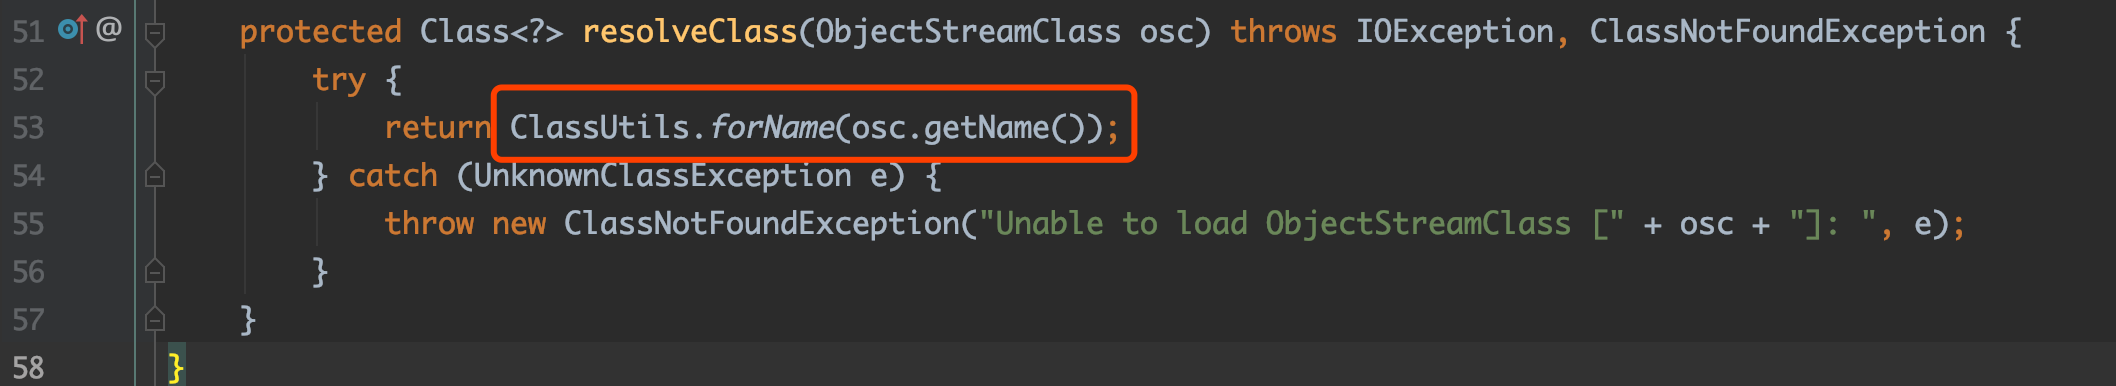 51 @ protected Class<?> resolveClass(ObjectStreamClass osc) throws IOException, ClassNotFoundException {
52 try {
53 return ClassUtils.forName(osc.getName());
54 } catch (UnknownClassException e) {
55 throw new ClassNotFoundException("Unable to load ObjectStreamClass [" + osc + "]: ", e);
56 }
57 }
58 }